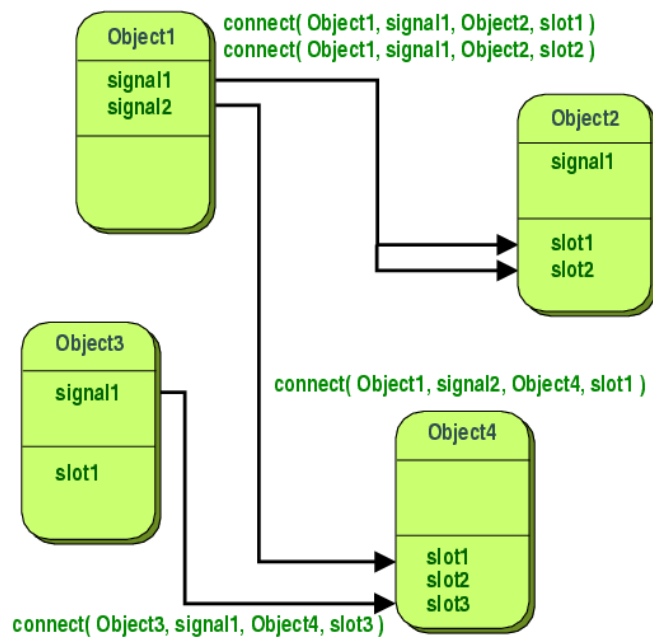 connect( Object1, signal1, Object2, slot1 )
connect( Object1, signal1, Object2, slot2 )
Object1
signal1
signal2
Object2
signal1
slot1
slot2
Object3
signal1
slot1
connect( Object1, signal2, Object4, slot1 )
Object4
slot1
slot2
slot3
connect( Object3, signal1, Object4, slot3 )